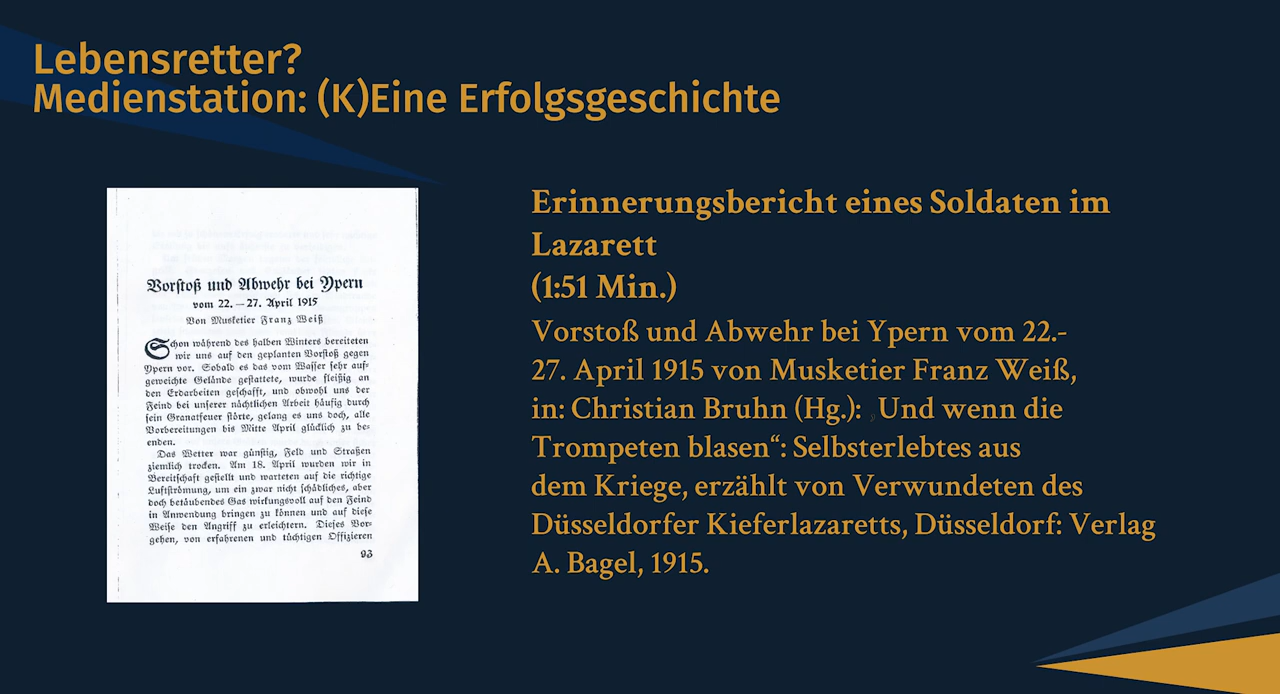 Lebensretter?
Medienstation: (K)Eine Erfolgsgeschichte
Vorstoß und Abwehr bei Ypern
vom 22.–27. April 1915
Von Musketier Franz Weiß
Schon während des halben Winters bereiteten
wir uns auf den geplanten Vorstoß gegen
Ypern vor. Sobald es das vom Wasser sehr auf-
geweichte Gelände gestattete, wurde fleißig an
den Erdarbeiten geschafft, und obwohl uns der
Feind bei unserer nächtlichen Arbeit häufig durch
sein Granatfeuer störte, gelang es uns doch, alle
Vorbereitungen bis Mitte April glücklich zu be-
enden.
Das Wetter war günstig, Feld und Straßen
ziemlich trocken. Am 18. April wurden wir in
Bereitschaft gestellt und warteten auf die richtige
Luftströmung, um ein zwar nicht schädliches, aber
doch betäubendes Gas wirkungsvoll auf den Feind
in Anwendung bringen zu können und auf diese
Weise den Angriff zu erleichtern. Dieses Vor-
gehen, von erfahrenen und tüchtigen Offizieren
93
Erinnerungsbericht eines Soldaten im
Lazarett
(1:51 Min.)
Vorstoß und Abwehr bei Ypern vom 22.-
27. April 1915 von Musketier Franz Weiß,
in: Christian Bruhn (Hg.): „Und wenn die
Trompeten blasen“: Selbsterlebtes aus
dem Kriege, erzählt von Verwundeten des
Düsseldorfer Kieferlazaretts, Düsseldorf: Verlag
A. Bagel, 1915.